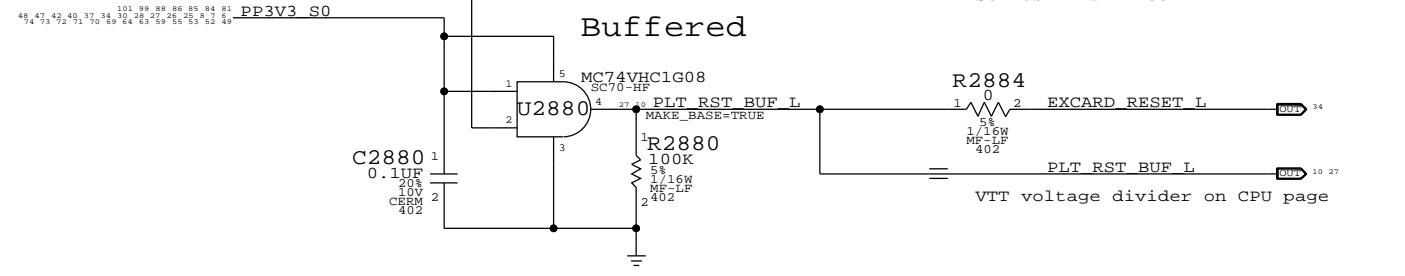 101 99 88 86 85 84 81
48 47 42 40 37 34 30 28 27 26 25 8 7 6
74 73 72 71 70 69 64 63 59 55 53 52 49
PP3V3_S0
Buffered
5
MC74VHC1G08
SC70-HF
1
U2880
4
27 10
PLT_RST_BUF_L
MAKE_BASE=TRUE
2
3
R2884
0
1
2
5%
1/16W
MF-LF
402
EXCARD_RESET_L
OUT
34
C2880
1
0.1UF
20%
10V
CERM
402
2
1
R2880
100K
5%
1/16W
MF-LF
402
2
PLT_RST_BUF_L
OUT
10 27
VTT voltage divider on CPU page